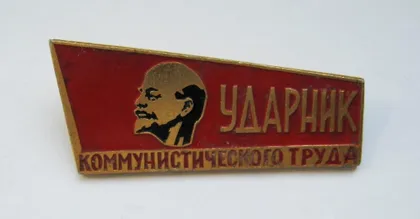 УДАРНИК
КОММУНИСТИЧЕСКОГО ТРУДА